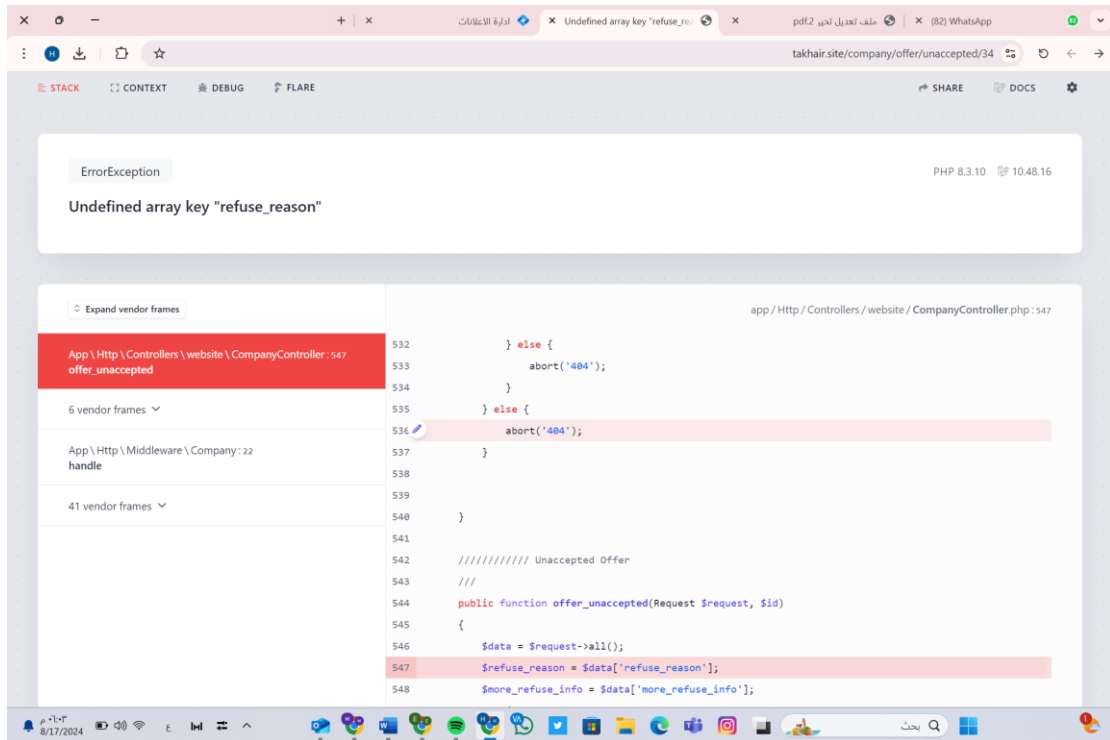 ادارة الاعلانات
Undefined array key "refuse_rea
ملف تعديل تخير 2.pdf
(82) WhatsApp
takhair.site/company/offer/unaccepted/34
STACK CONTEXT DEBUG FLARE SHARE DOCS
ErrorException
PHP 8.3.10 10.48.16
Undefined array key "refuse_reason"
Expand vendor frames
app / Http / Controllers / website / CompanyController.php : 547
App \ Http \ Controllers \ website \ CompanyController : 547
offer_unaccepted
6 vendor frames
App \ Http \ Middleware \ Company : 22
handle
41 vendor frames
532 } else {
533 abort('404');
534 }
535 } else {
536 abort('404');
537 }
538
539
540 }
541
542 //////////// Unaccepted Offer
543 ///
544 public function offer_unaccepted(Request $request, $id)
545 {
546 $data = $request->all();
547 $refuse_reason = $data['refuse_reason'];
548 $more_refuse_info = $data['more_refuse_info'];
8/17/2024
ع
بحث